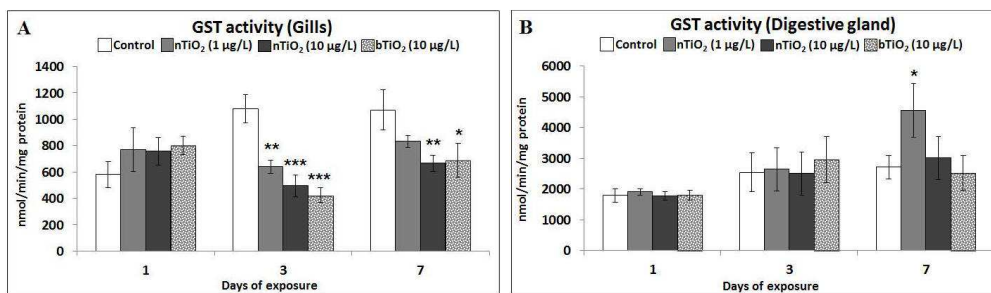 A
GST activity (Gills)
Control nTiO₂ (1 µg/L) nTiO₂ (10 µg/L) bTiO₂ (10 µg/L)
nmol/min/mg protein
1400
1200
1000
800
600
400
200
0
** *** ***
** *
1 3 7
Days of exposure
B
GST activity (Digestive gland)
Control nTiO₂ (1 µg/L) nTiO₂ (10 µg/L) bTiO₂ (10 µg/L)
nmol/min/mg protein
6000
5000
4000
3000
2000
1000
0
*
1 3 7
Days of exposure